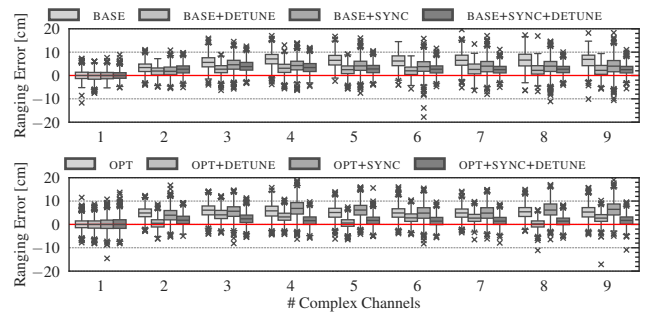 BASE BASE+DETUNE BASE+SYNC BASE+SYNC+DETUNE
Ranging Error [cm]
20
10
0
−10
−20
1 2 3 4 5 6 7 8 9
OPT OPT+DETUNE OPT+SYNC OPT+SYNC+DETUNE
Ranging Error [cm]
20
10
0
−10
−20
1 2 3 4 5 6 7 8 9
# Complex Channels